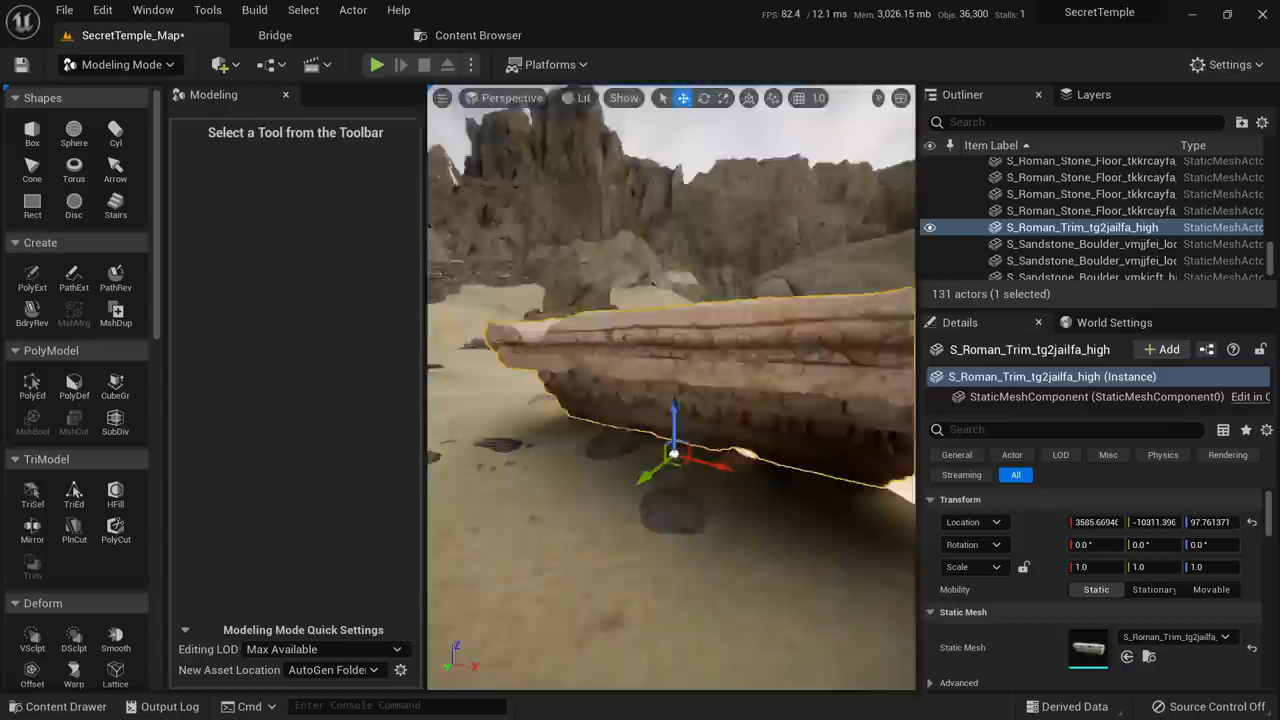 File Edit Window Tools Build Select Actor Help
FPS: 82.4 / 12.1 ms Mem: 3,026.15 mb Objs: 36,300 Stalls: 1 SecretTemple
SecretTemple_Map* Bridge Content Browser
Modeling Mode Platforms Settings
Shapes
Box Sphere Cyl
Cone Torus Arrow
Rect Disc Stairs
Create
PolyExt PathExt PathRev
BdryRev MshMrg MshDup
PolyModel
PolyEd PolyDef CubeGr
MshBool MshCut SubDiv
TriModel
TriSel TriEd HFill
Mirror PlnCut PolyCut
Trim
Deform
VSclpt DSclpt Smooth
Offset Warp Lattice
Modeling
Select a Tool from the Toolbar
Modeling Mode Quick Settings
Editing LOD Max Available
New Asset Location AutoGen Folder
Perspective Lit Show 10
Z
Y X
Outliner Layers
Search
Item Label Type
S_Roman_Stone_Floor_tkkrcayfa StaticMeshActo
S_Roman_Stone_Floor_tkkrcayfa StaticMeshActo
S_Roman_Stone_Floor_tkkrcayfa StaticMeshActo
S_Roman_Stone_Floor_tkkrcayfa StaticMeshActo
S_Roman_Trim_tg2jailfa_high StaticMeshActo
S_Sandstone_Boulder_vmjjfei_loc StaticMeshActo
S_Sandstone_Boulder_vmjjfei_loc StaticMeshActo
131 actors (1 selected)
Details World Settings
S_Roman_Trim_tg2jailfa_high Add
S_Roman_Trim_tg2jailfa_high (Instance)
StaticMeshComponent (StaticMeshComponent0) Edit in C
Search
General Actor LOD Misc Physics Rendering
Streaming All
Transform
Location 3585.66946 -10311.396 97.761371
Rotation 0.0° 0.0° 0.0°
Scale 1.0 1.0 1.0
Mobility Static Stationary Movable
Static Mesh
Static Mesh S_Roman_Trim_tg2jailfa_
Advanced
Content Drawer Output Log Cmd Enter Console Command Derived Data Source Control Off